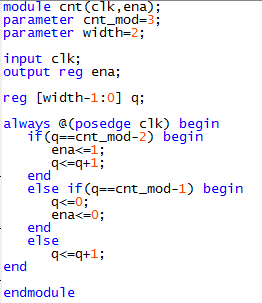 module cnt(clk,ena);
parameter cnt_mod=3;
parameter width=2;
input clk;
output reg ena;
reg [width-1:0] q;
always @(posedge clk) begin
if(q==cnt_mod-2) begin
ena<=1;
q<=q+1;
end
else if(q==cnt_mod-1) begin
q<=0;
ena<=0;
end
else
q<=q+1;
end
endmodule